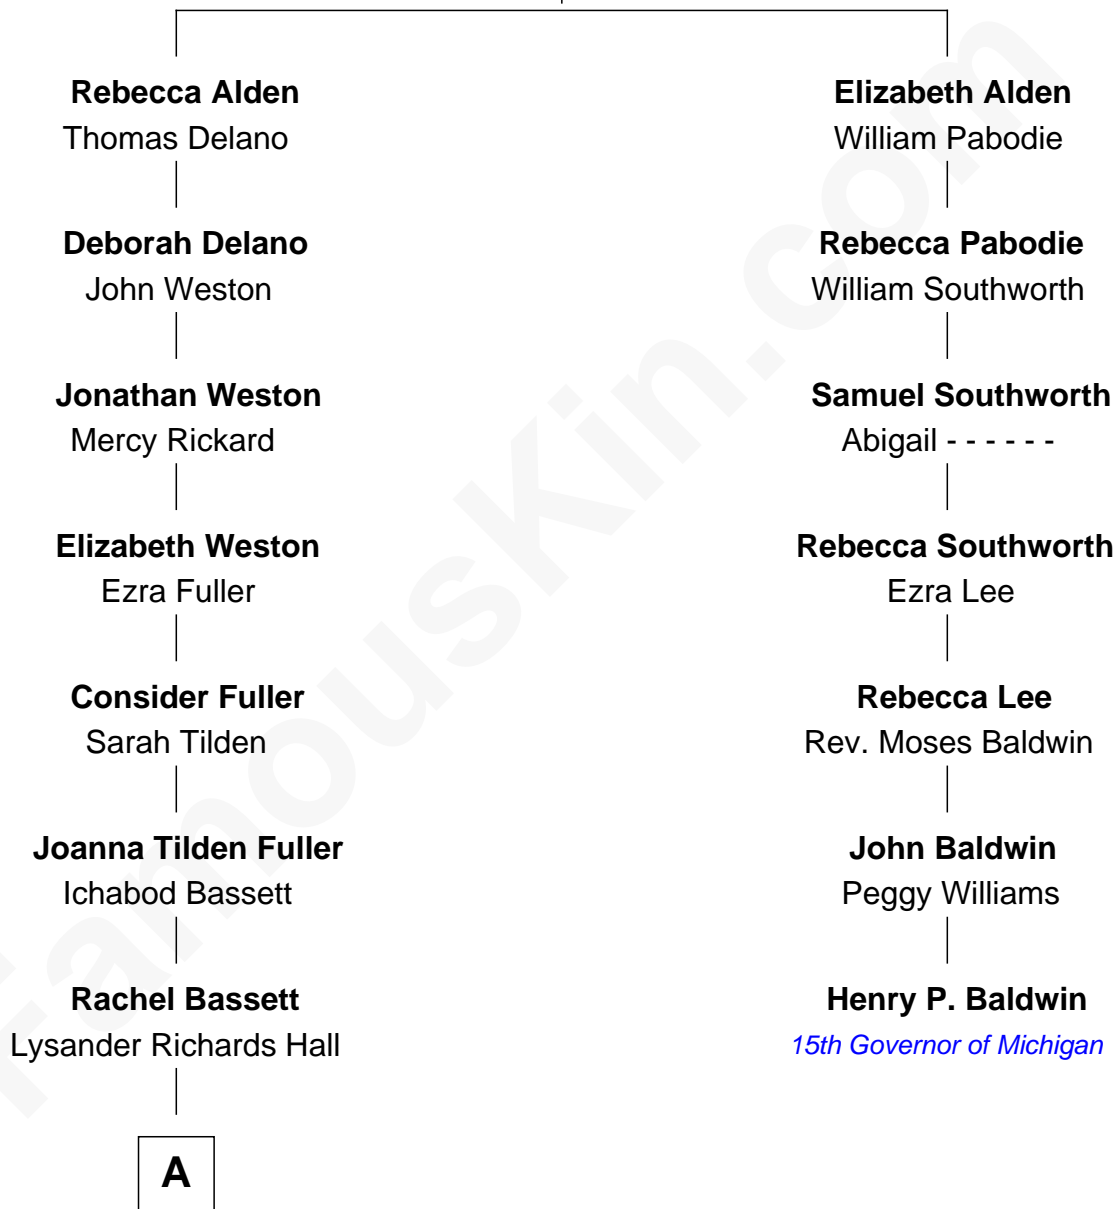 Rebecca Alden
Thomas Delano
Elizabeth Alden
William Pabodie
Deborah Delano
John Weston
Rebecca Pabodie
William Southworth
Jonathan Weston
Mercy Rickard
Samuel Southworth
Abigail - - - - - -
Elizabeth Weston
Ezra Fuller
Rebecca Southworth
Ezra Lee
Consider Fuller
Sarah Tilden
Rebecca Lee
Rev. Moses Baldwin
Joanna Tilden Fuller
Ichabod Bassett
John Baldwin
Peggy Williams
Rachel Bassett
Lysander Richards Hall
Henry P. Baldwin
15th Governor of Michigan
A
FamousKin.com